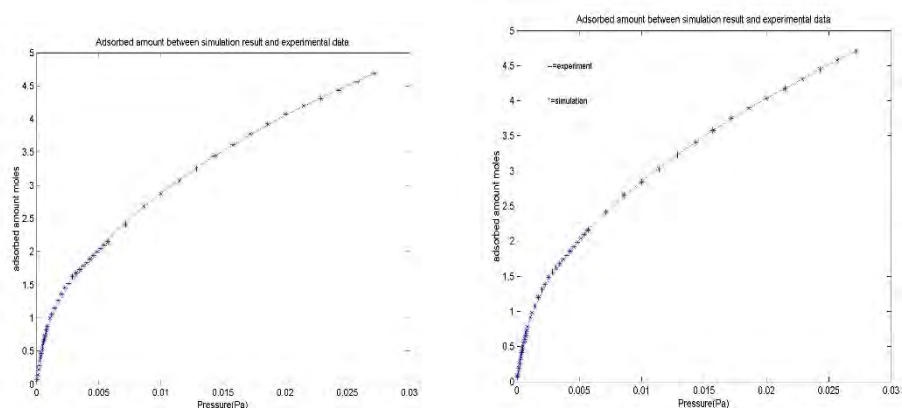 Adsorbed amount between simulation result and experimental data
5
4.5
4
3.5
3
2.5
2
1.5
1
0.5
0
adsorbed amount moles
0 0.005 0.01 0.015 0.02 0.025 0.03
Pressure(Pa)
Adsorbed amount between simulation result and experimental data
--=experiment
*=simulation
5
4.5
4
3.5
3
2.5
2
1.5
1
0.5
0
adsorbed amount moles
0 0.005 0.01 0.015 0.02 0.025 0.03
Pressure(Pa)